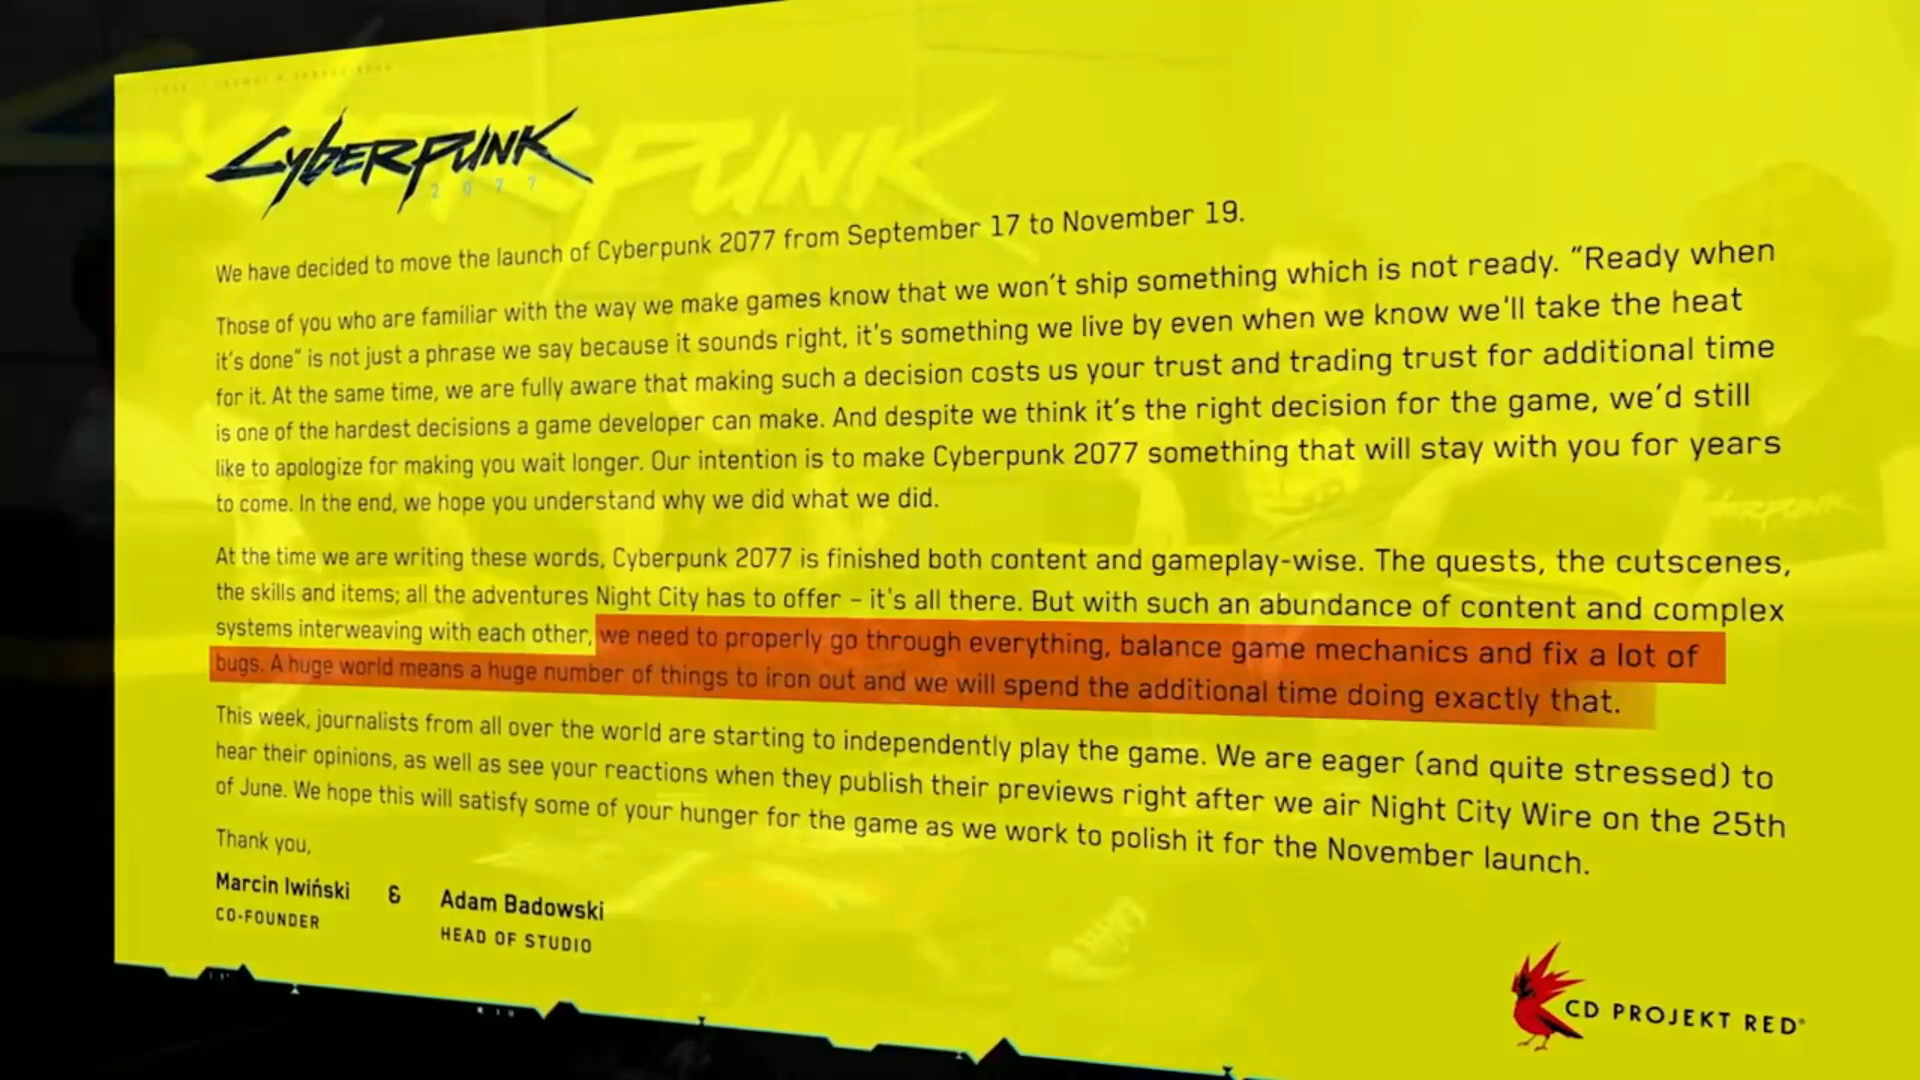 CYBERPUNK
2077
We have decided to move the launch of Cyberpunk 2077 from September 17 to November 19.
Those of you who are familiar with the way we make games know that we won't ship something which is not ready. "Ready when
it's done" is not just a phrase we say because it sounds right, it's something we live by even when we know we'll take the heat
for it. At the same time, we are fully aware that making such a decision costs us your trust and trading trust for additional time
is one of the hardest decisions a game developer can make. And despite we think it's the right decision for the game, we'd still
like to apologize for making you wait longer. Our intention is to make Cyberpunk 2077 something that will stay with you for years
to come. In the end, we hope you understand why we did what we did.
At the time we are writing these words, Cyberpunk 2077 is finished both content and gameplay-wise. The quests, the cutscenes,
the skills and items; all the adventures Night City has to offer – it's all there. But with such an abundance of content and complex
systems interweaving with each other, we need to properly go through everything, balance game mechanics and fix a lot of
bugs. A huge world means a huge number of things to iron out and we will spend the additional time doing exactly that.
This week, journalists from all over the world are starting to independently play the game. We are eager (and quite stressed) to
hear their opinions, as well as see your reactions when they publish their previews right after we air Night City Wire on the 25th
of June. We hope this will satisfy some of your hunger for the game as we work to polish it for the November launch.
Thank you,
Marcin Iwiński & Adam Badowski
CO-FOUNDER HEAD OF STUDIO
CD PROJEKT RED®
CYBERPUNK
CYBERPUNK